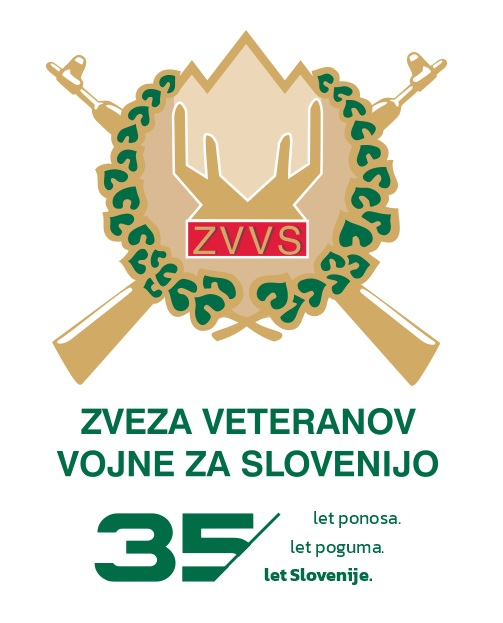 ZVVS
ZVEZA VETERANOV
VOJNE ZA SLOVENIJO
35
let ponosa.
let poguma.
let Slovenije.